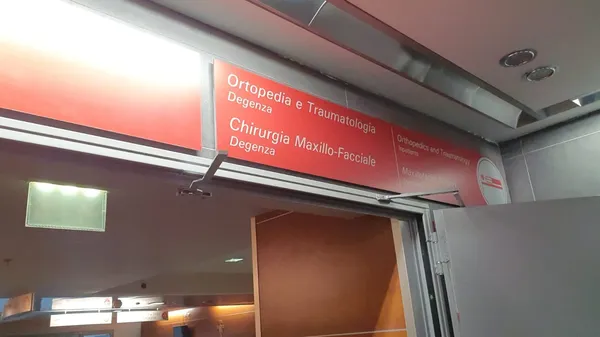 Ortopedia e Traumatologia
Degenza
Chirurgia Maxillo-Facciale
Degenza
Orthopedics and Traumatology